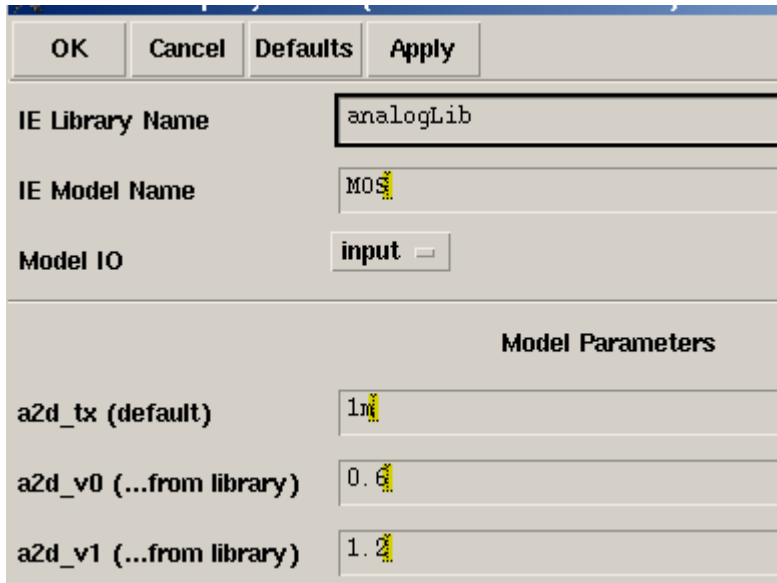 OK Cancel Defaults Apply
IE Library Name analogLib
IE Model Name MOS
Model IO input
Model Parameters
a2d_tx (default) 1m
a2d_v0 (...from library) 0.6
a2d_v1 (...from library) 1.2